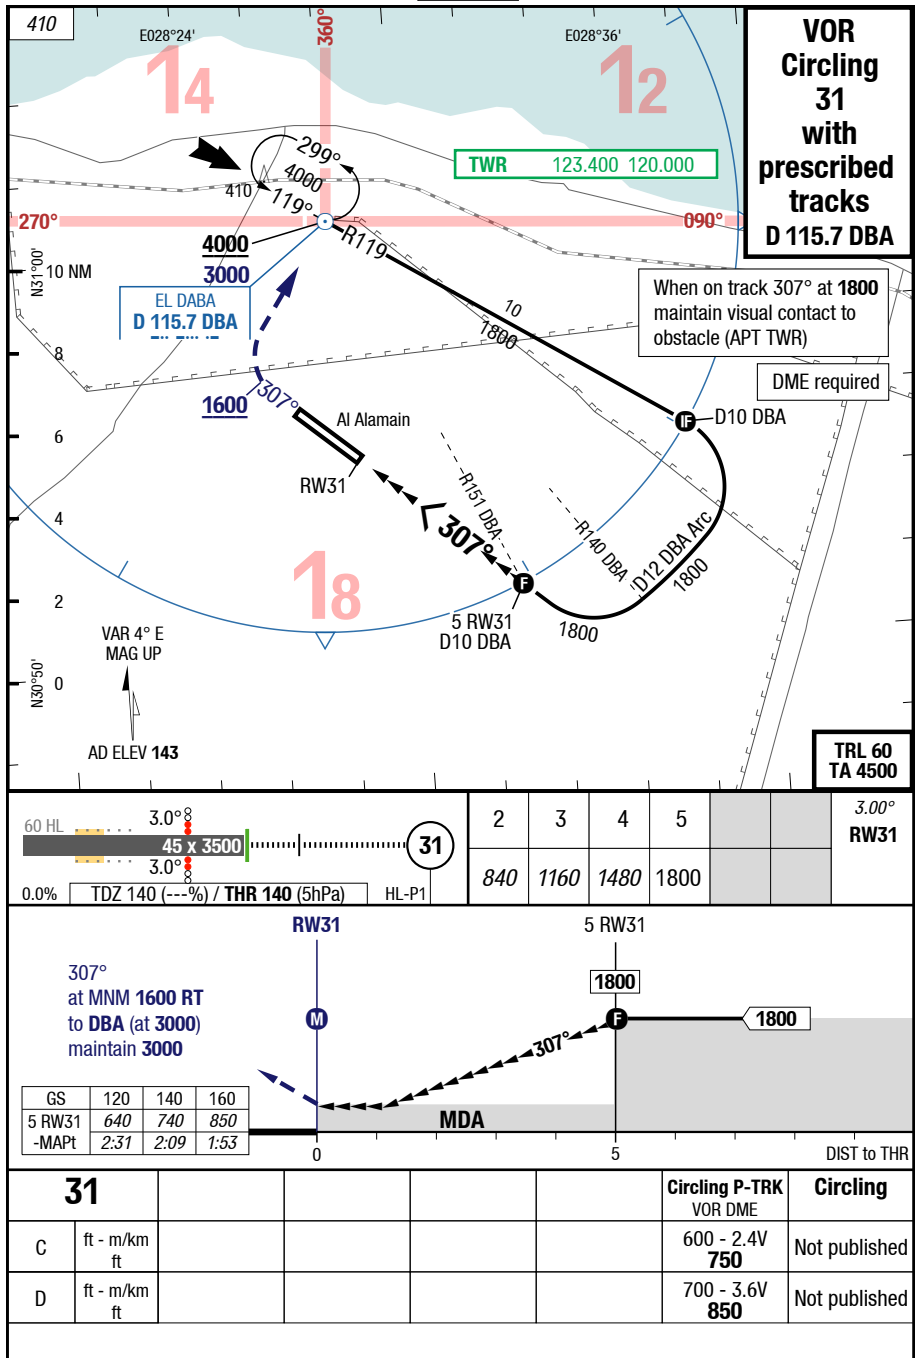 410
E028°24'
360°
E028°36'
VOR
Circling
31
with
prescribed
tracks
D 115.7 DBA
14
12
TWR 123.400 120.000
299°
4000
410
119°
270°
090°
4000
3000
R119
N31°00'
10 NM
EL DABA
D 115.7 DBA
When on track 307° at 1800
maintain visual contact to
obstacle (APT TWR)
10
1800
8
DME required
1600
307°
Al Alamain
D10 DBA
IF
6
RW31
R151 DBA
4
R140 DBA
307°
D12 DBA Arc
1800
18
F
2
5 RW31
D10 DBA
1800
VAR 4° E
MAG UP
N30°50'
0
AD ELEV 143
TRL 60
TA 4500
60 HL
3.0°
45 x 3500
31
3.0°
0.0%
TDZ 140 (---%) / THR 140 (5hPa)
HL-P1
2 3 4 5
3.00°
RW31
840 1160 1480 1800
RW31
5 RW31
307°
at MNM 1600 RT
to DBA (at 3000)
maintain 3000
1800
M
F
1800
307°
GS 120 140 160
5 RW31 640 740 850
-MAPt 2:31 2:09 1:53
MDA
0
5
DIST to THR
31
Circling P-TRK
VOR DME
Circling
C
ft - m/km
ft
600 - 2.4V
750
Not published
D
ft - m/km
ft
700 - 3.6V
850
Not published